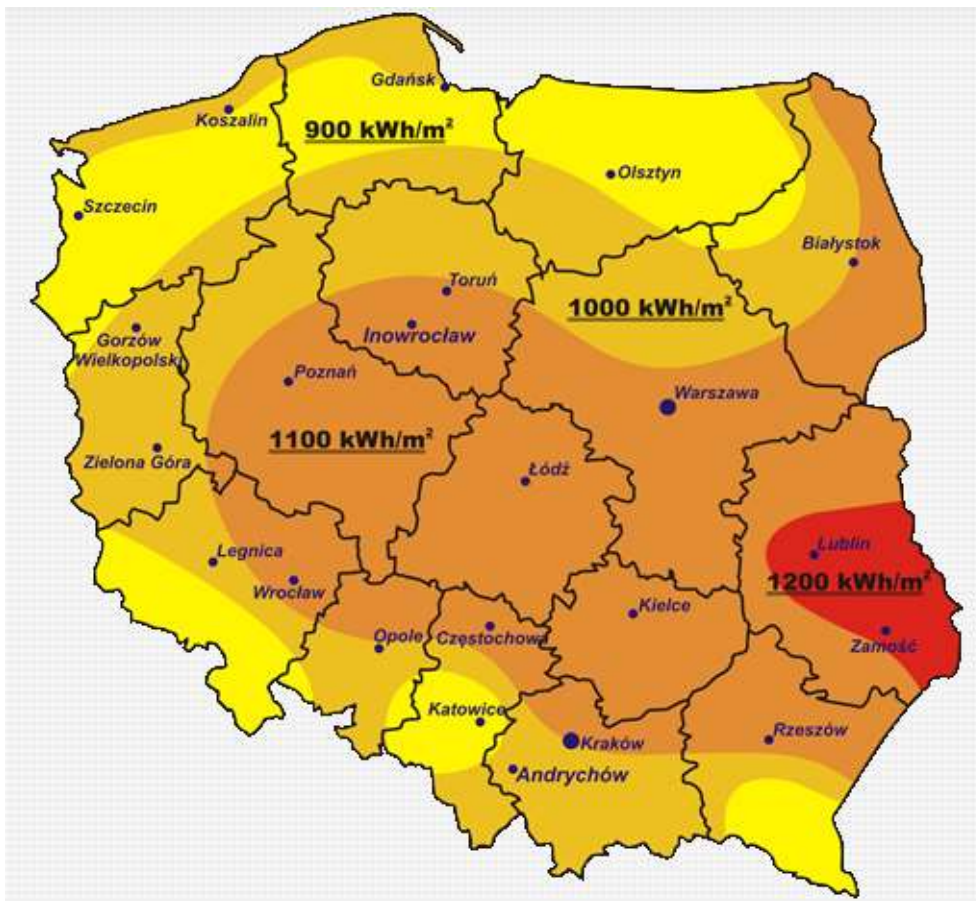 Gdańsk
Koszalin
900 kWh/m²
Olsztyn
Szczecin
Białystok
Toruń
1000 kWh/m²
Gorzów
Wielkopolski
Inowrocław
Poznań
Warszawa
1100 kWh/m²
Zielona Góra
Łódź
Legnica
Lublin
Wrocław
1200 kWh/m²
Kielce
Opole
Częstochowa
Zamość
Katowice
Kraków
Rzeszów
Andrychów